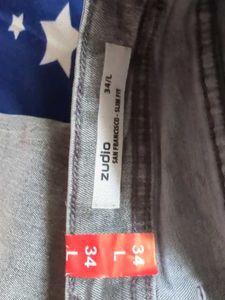 34/L
zudio
SAN FRANCISCO - SLIM FIT
34
L
34
L